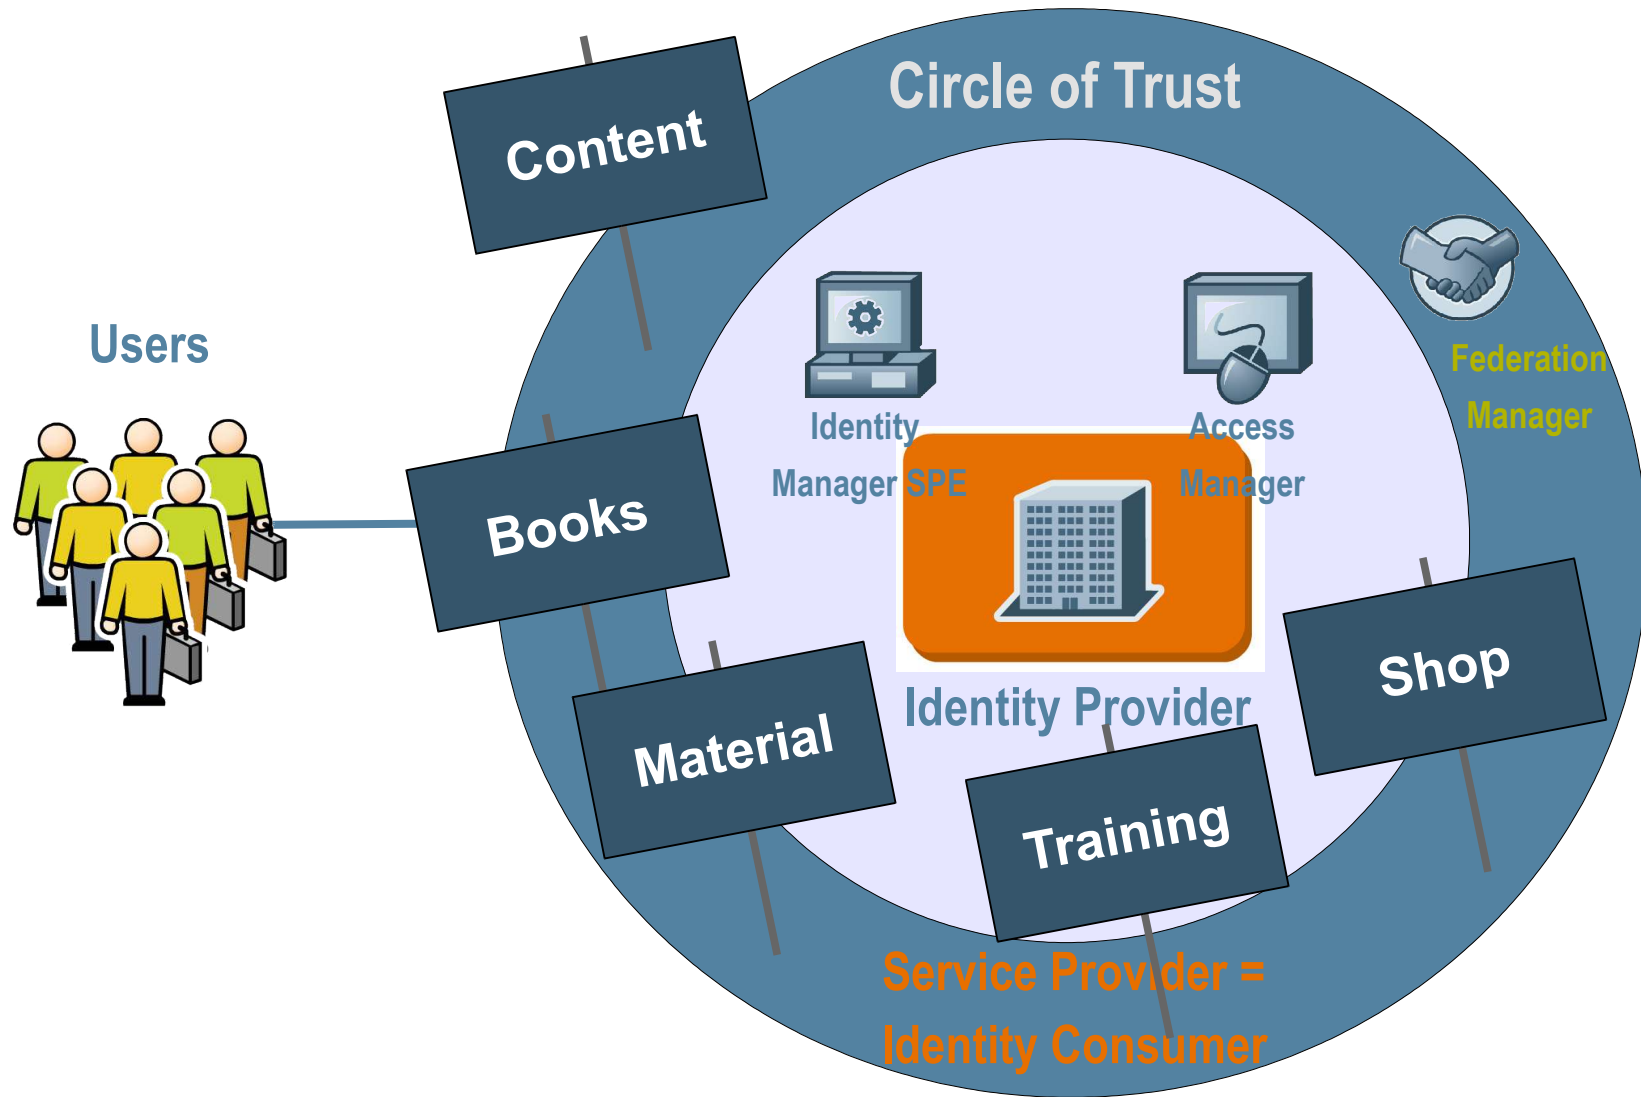 Circle of Trust
Content
Users
Federation
Manager
Identity
Manager SPE
Access
Manager
Books
Shop
Identity Provider
Material
Training
Service Provider =
Identity Consumer